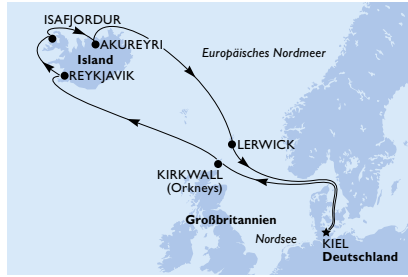 ISAFJORDUR
AKUREYRI
Island
REYKJAVIK
Europäisches Nordmeer
LERWICK
KIRKWALL
(Orkneys)
Großbritannien
Nordsee
KIEL
Deutschland